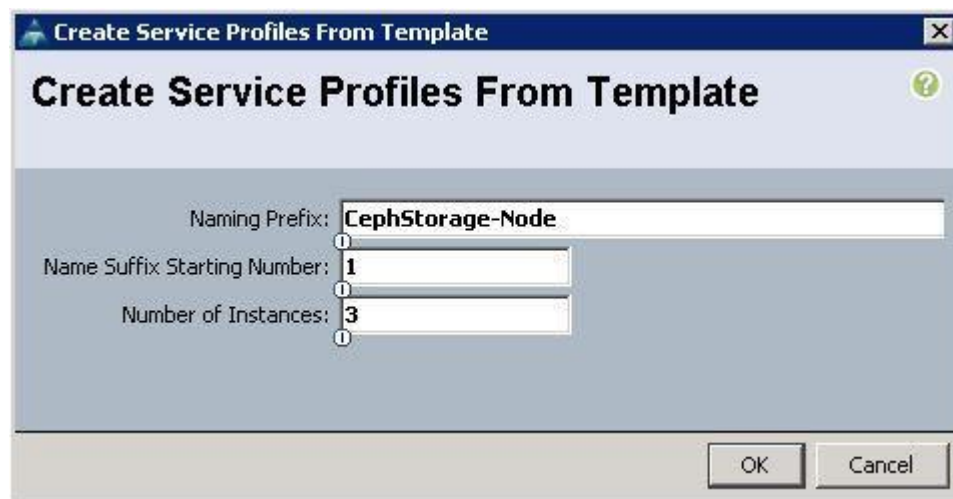 Create Service Profiles From Template
Create Service Profiles From Template
Naming Prefix: CephStorage-Node
Name Suffix Starting Number: 1
Number of Instances: 3
OK Cancel